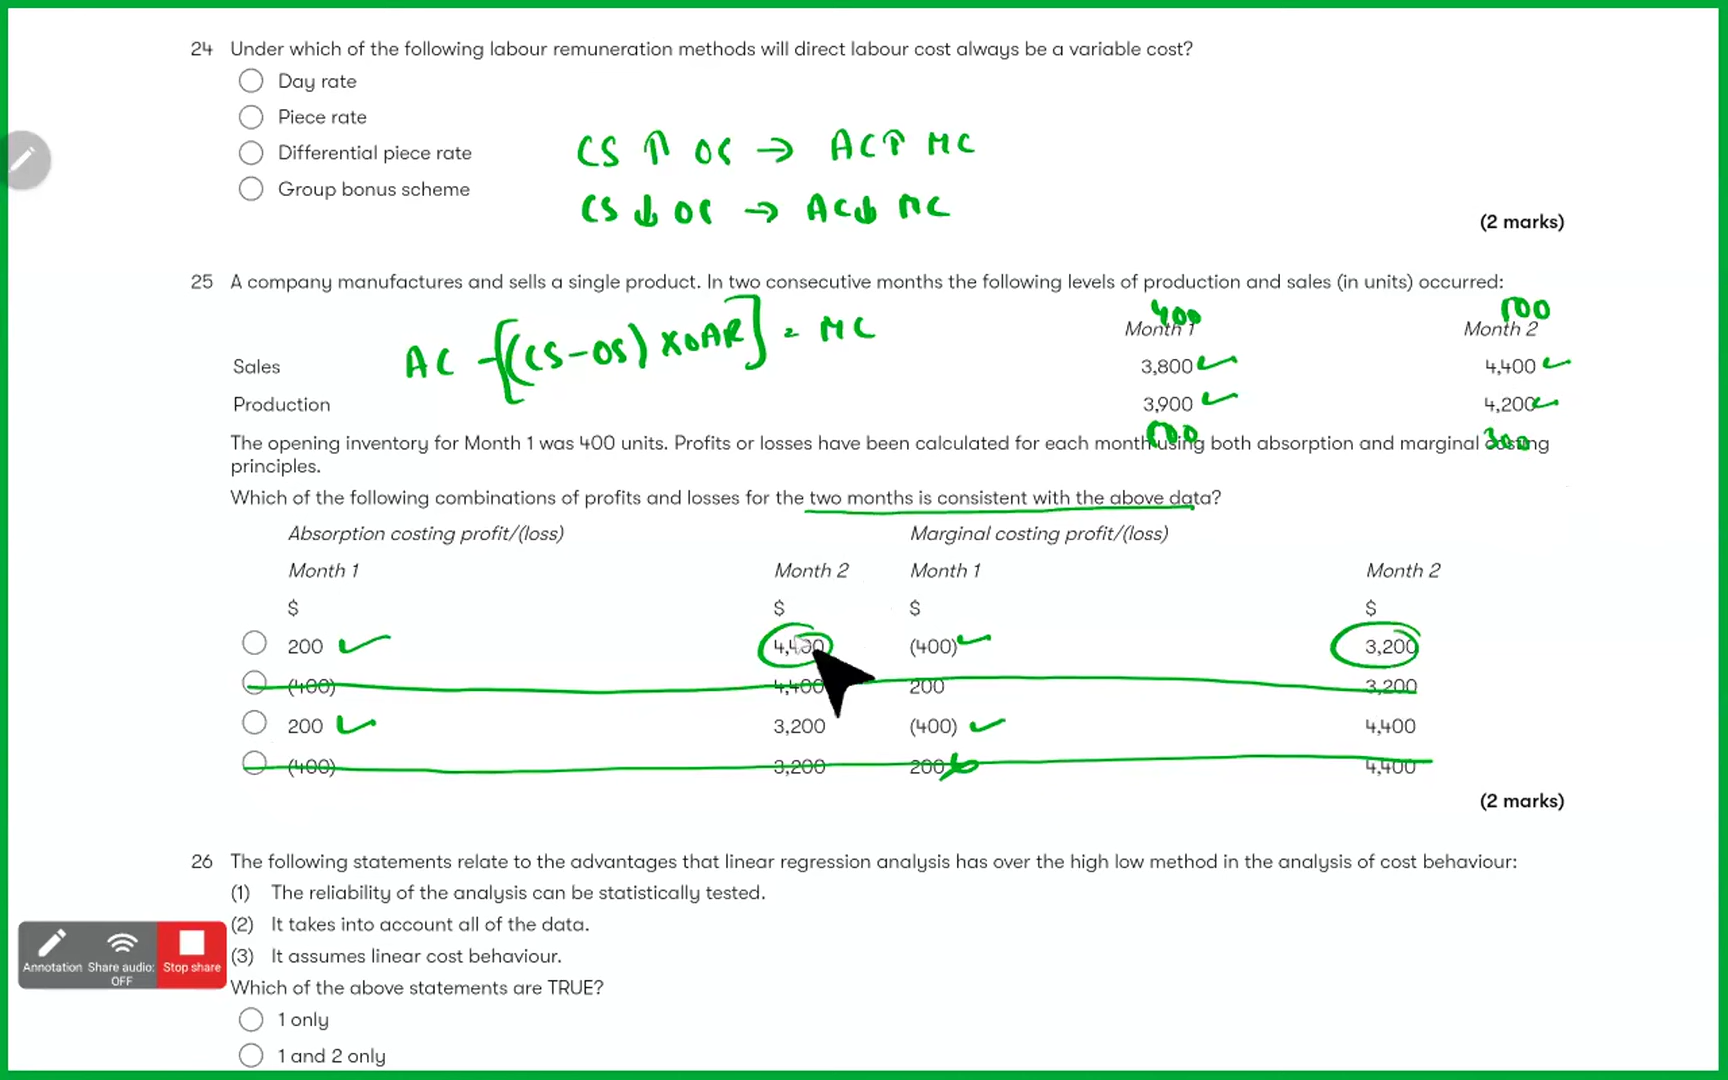 24 Under which of the following labour remuneration methods will direct labour cost always be a variable cost?
Day rate
Piece rate
Differential piece rate
Group bonus scheme
CS ↑ OS → AC↑ MC
CS ↓ OS → AC↓ MC
(2 marks)
25 A company manufactures and sells a single product. In two consecutive months the following levels of production and sales (in units) occurred:
400 500
Month 1 Month 2
AC - [(CS-OS) x OAR] = MC
Sales 3,800 4,400
Production 3,900 4,200
500 300
The opening inventory for Month 1 was 400 units. Profits or losses have been calculated for each month using both absorption and marginal costing
principles.
Which of the following combinations of profits and losses for the two months is consistent with the above data?
Absorption costing profit/(loss) Marginal costing profit/(loss)
Month 1 Month 2 Month 1 Month 2
$ $ $ $
200 4,400 (400) 3,200
(400) 4,400 200 3,200
200 3,200 (400) 4,400
(400) 3,200 200 4,400
(2 marks)
26 The following statements relate to the advantages that linear regression analysis has over the high low method in the analysis of cost behaviour:
(1) The reliability of the analysis can be statistically tested.
(2) It takes into account all of the data.
(3) It assumes linear cost behaviour.
Which of the above statements are TRUE?
1 only
1 and 2 only
Annotation Share audio: OFF Stop share